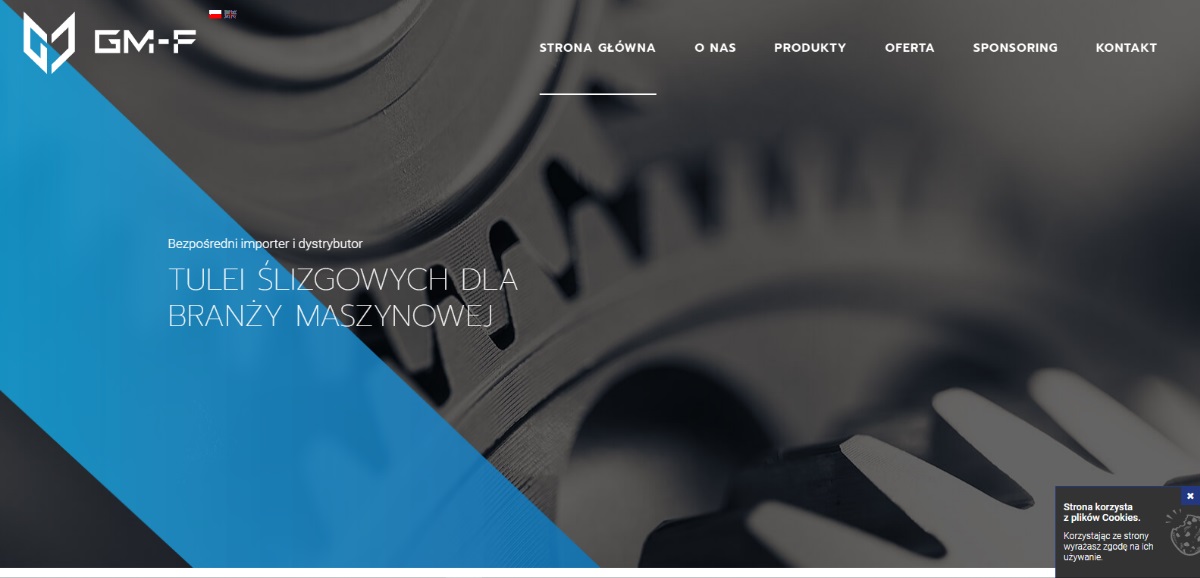 GM-F
STRONA GŁÓWNA
O NAS
PRODUKTY
OFERTA
SPONSORING
KONTAKT
Bezpośredni importer i dystrybutor
TULEI ŚLIZGOWYCH DLA
BRANŻY MASZYNOWEJ
Strona korzysta
z plików Cookies.
Korzystając ze strony
wyrażasz zgodę na ich
używanie.